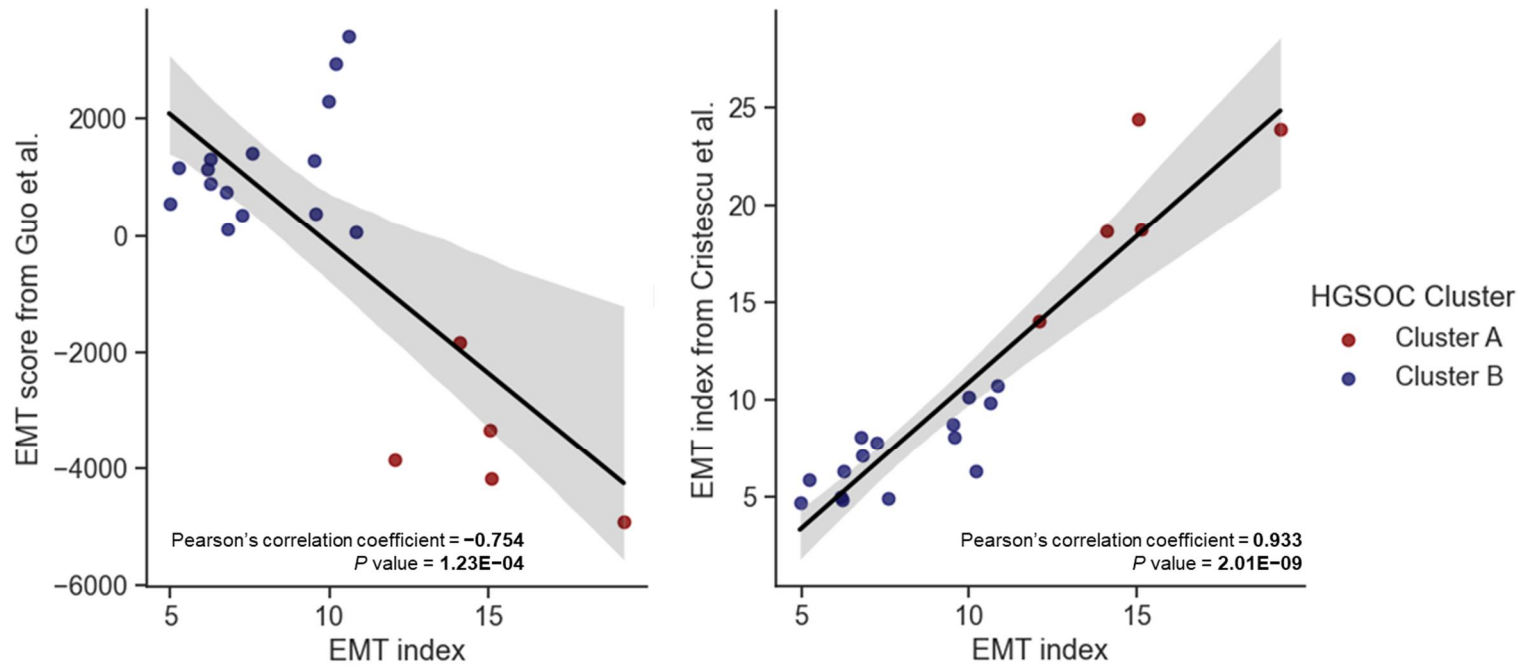 EMT score from Guo et al.
2000
0
−2000
−4000
−6000
Pearson's correlation coefficient = −0.754
P value = 1.23E−04
5
10
15
EMT index
EMT index from Cristescu et al.
25
20
15
10
5
Pearson's correlation coefficient = 0.933
P value = 2.01E−09
5
10
15
EMT index
HGSOC Cluster
Cluster A
Cluster B